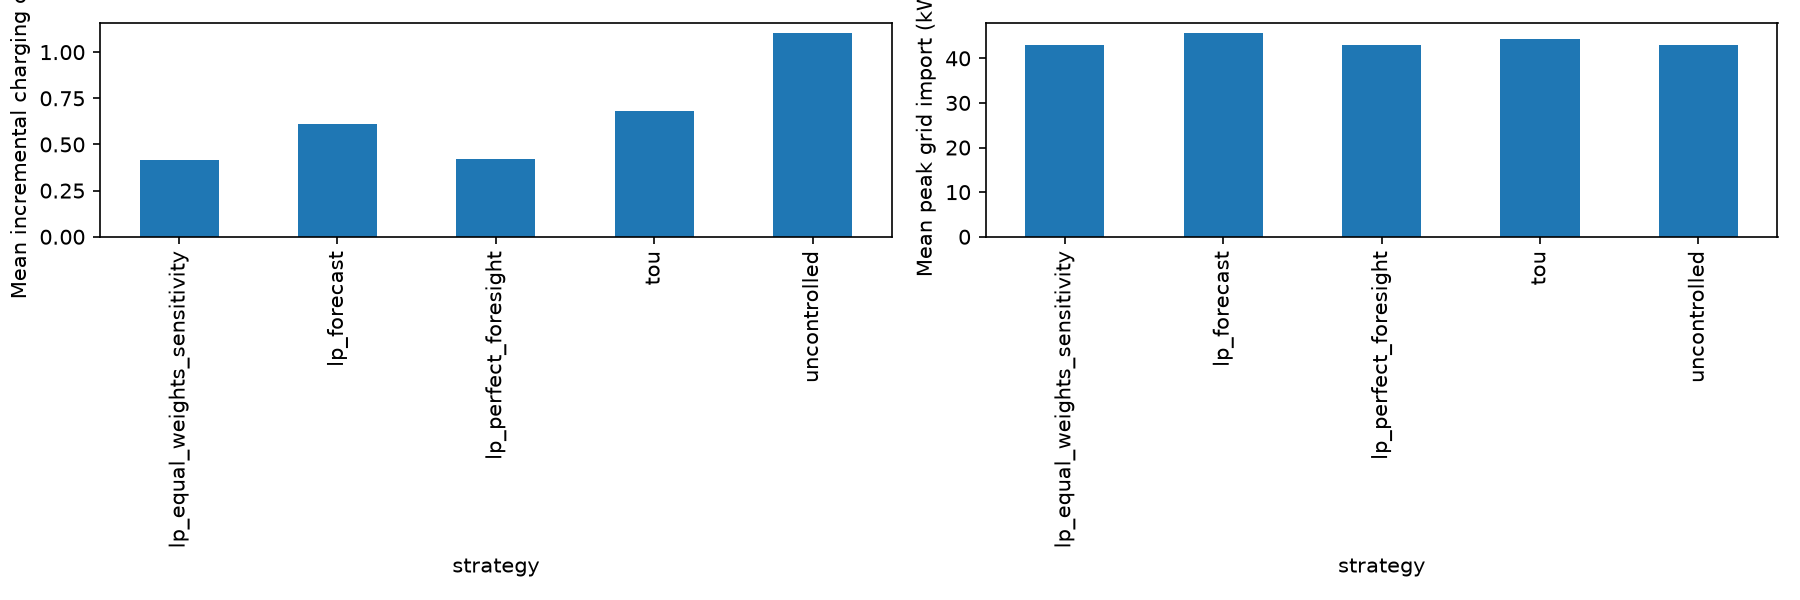 Mean incremental charging
1.00
0.75
0.50
0.25
0.00
lp_equal_weights_sensitivity
lp_forecast
lp_perfect_foresight
tou
uncontrolled
strategy
Mean peak grid import (kW
40
30
20
10
0
lp_equal_weights_sensitivity
lp_forecast
lp_perfect_foresight
tou
uncontrolled
strategy